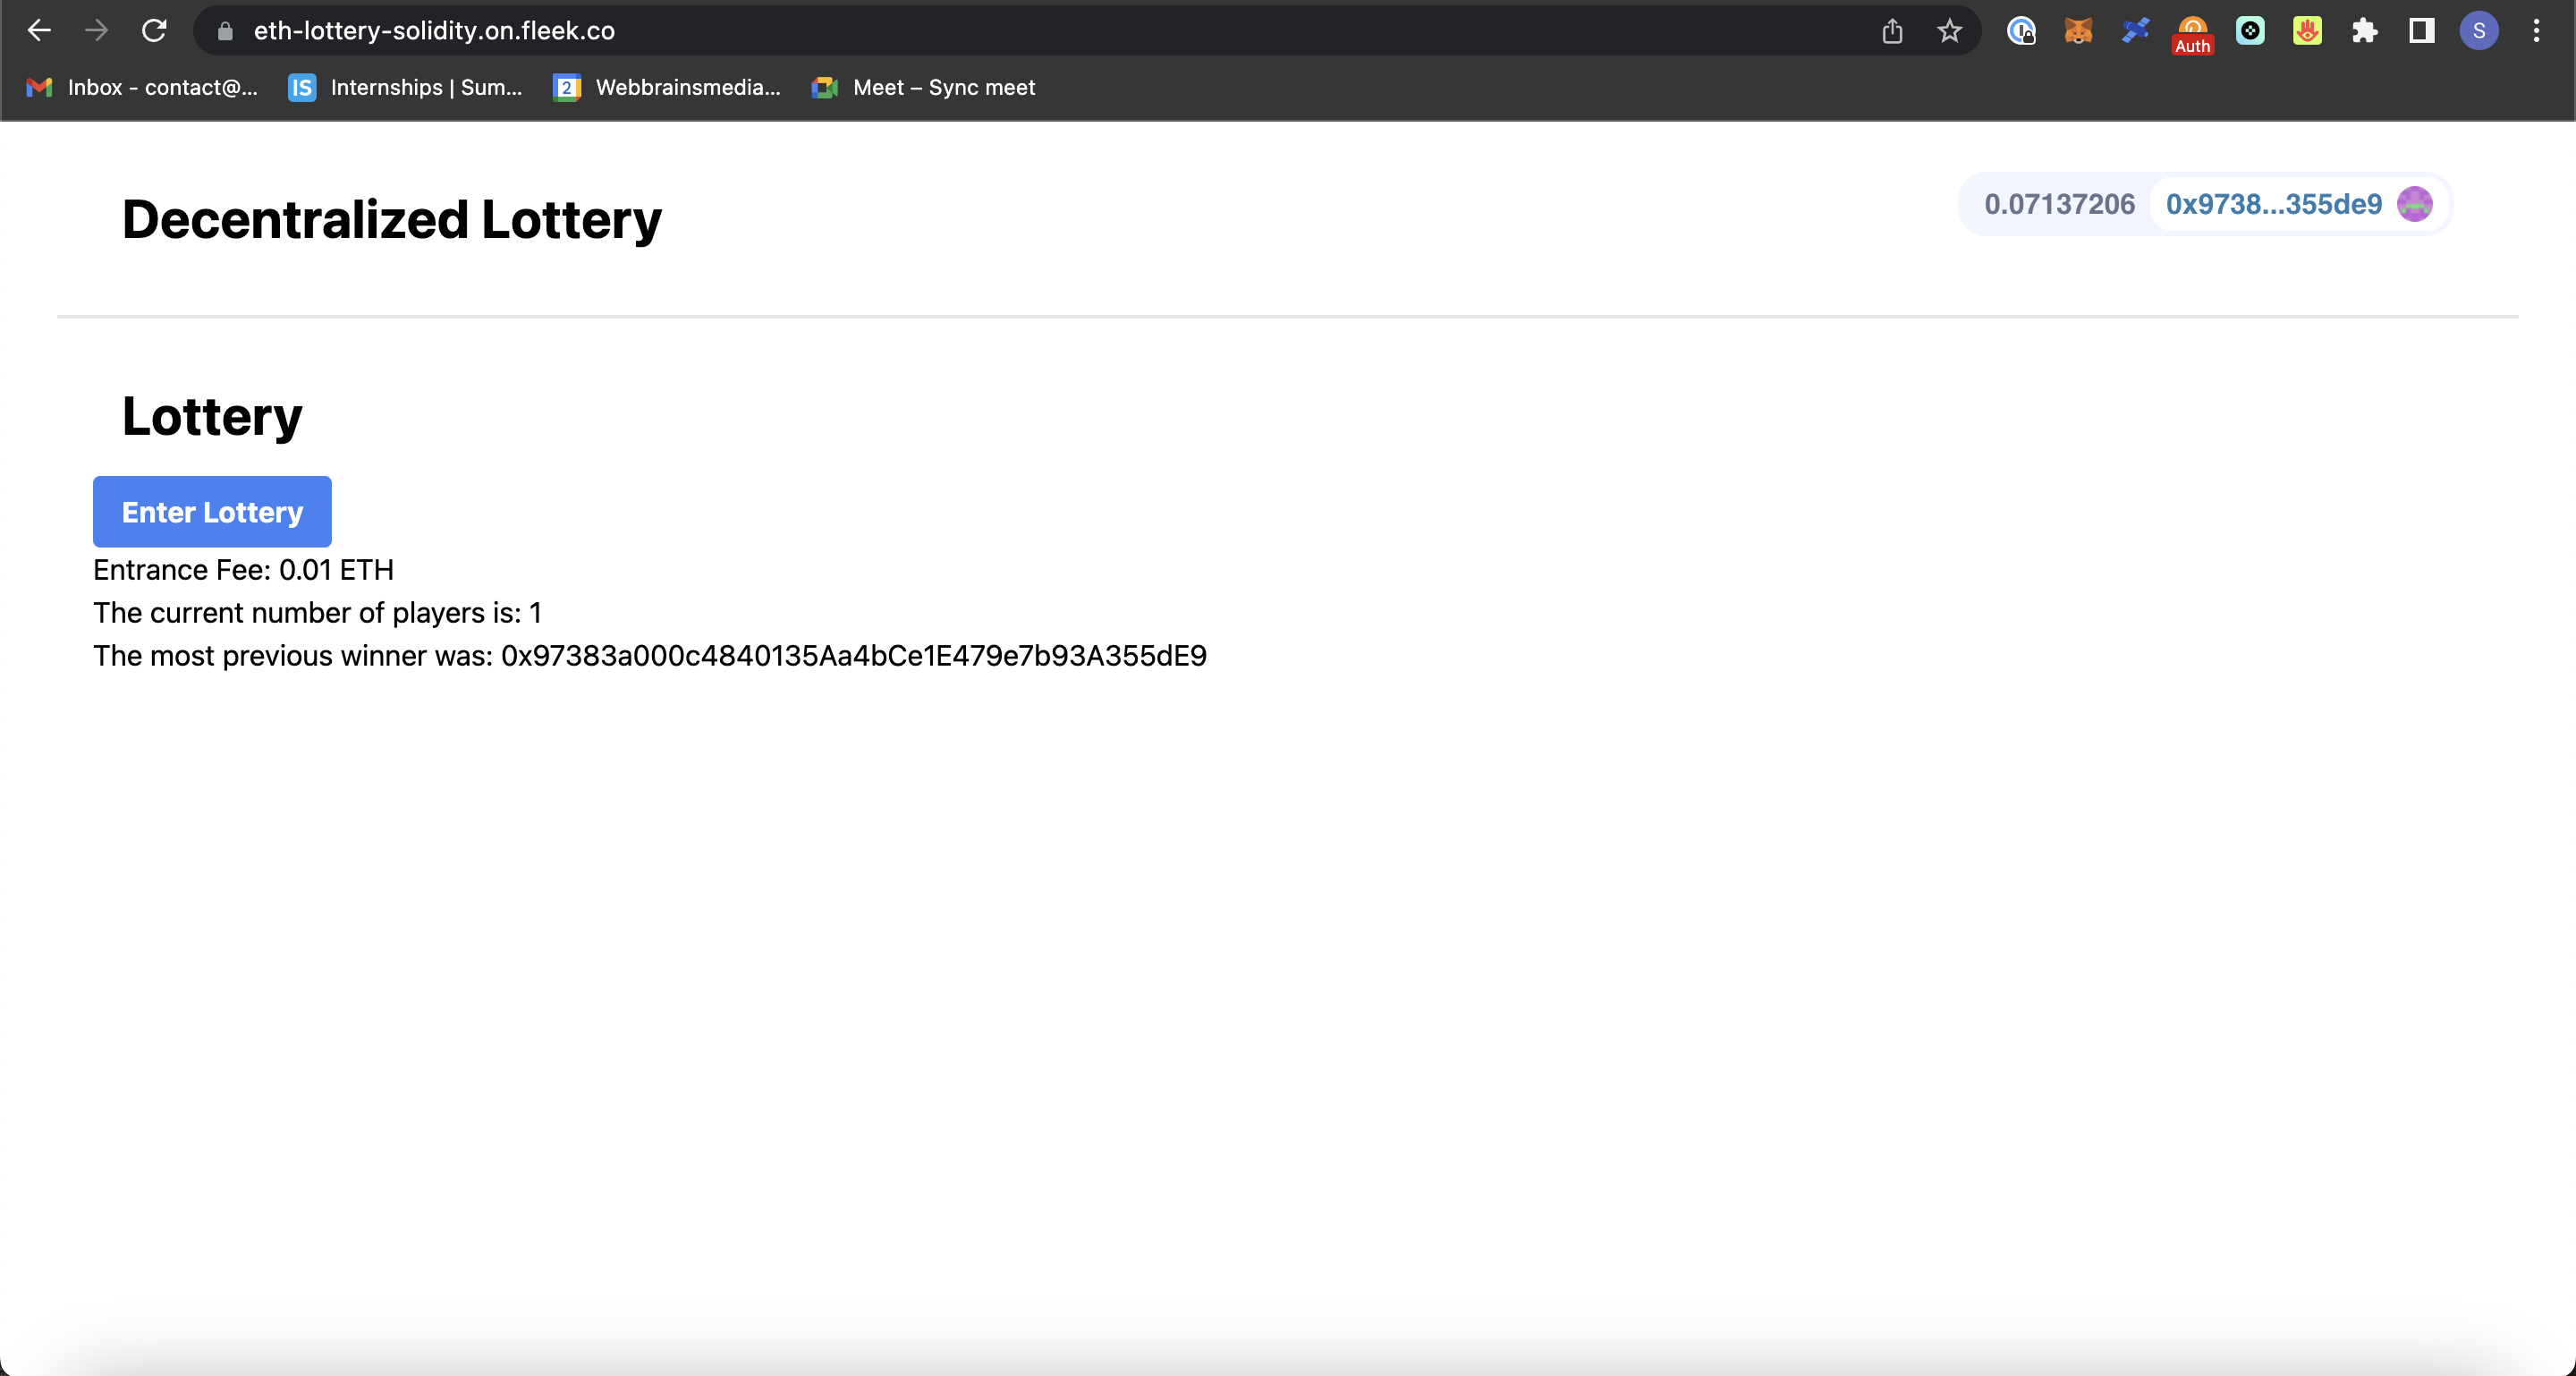 eth-lottery-solidity.on.fleek.co
Auth
S
Inbox - contact@...
IS
Internships | Sum...
2
Webbrainsmedia...
Meet – Sync meet
Decentralized Lottery
0.07137206
0x9738...355de9
Lottery
Enter Lottery
Entrance Fee: 0.01 ETH
The current number of players is: 1
The most previous winner was: 0x97383a000c4840135Aa4bCe1E479e7b93A355dE9